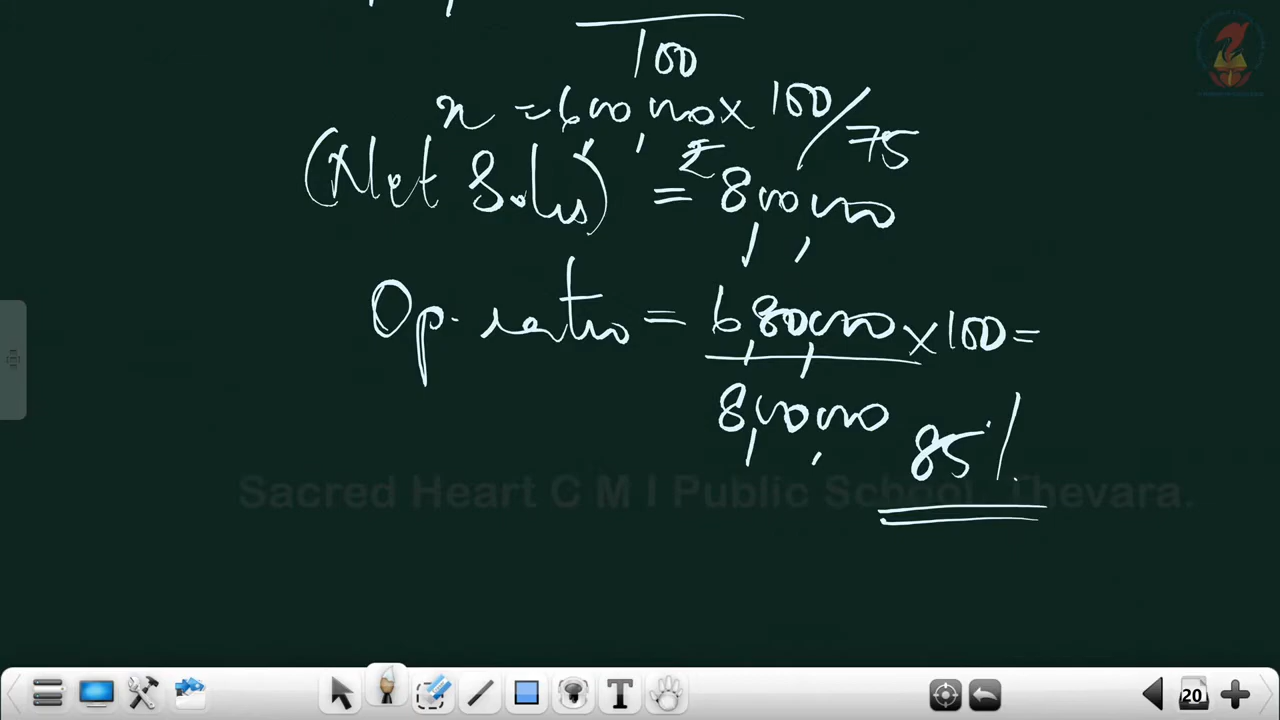 100
x = 6,00,000 x 100/75
(Net Sales) = ₹ 8,00,000
Op. ratio = 6,80,000 x 100 =
8,00,000 85%
Sacred Heart C M I Public School, Thevara.
T 20